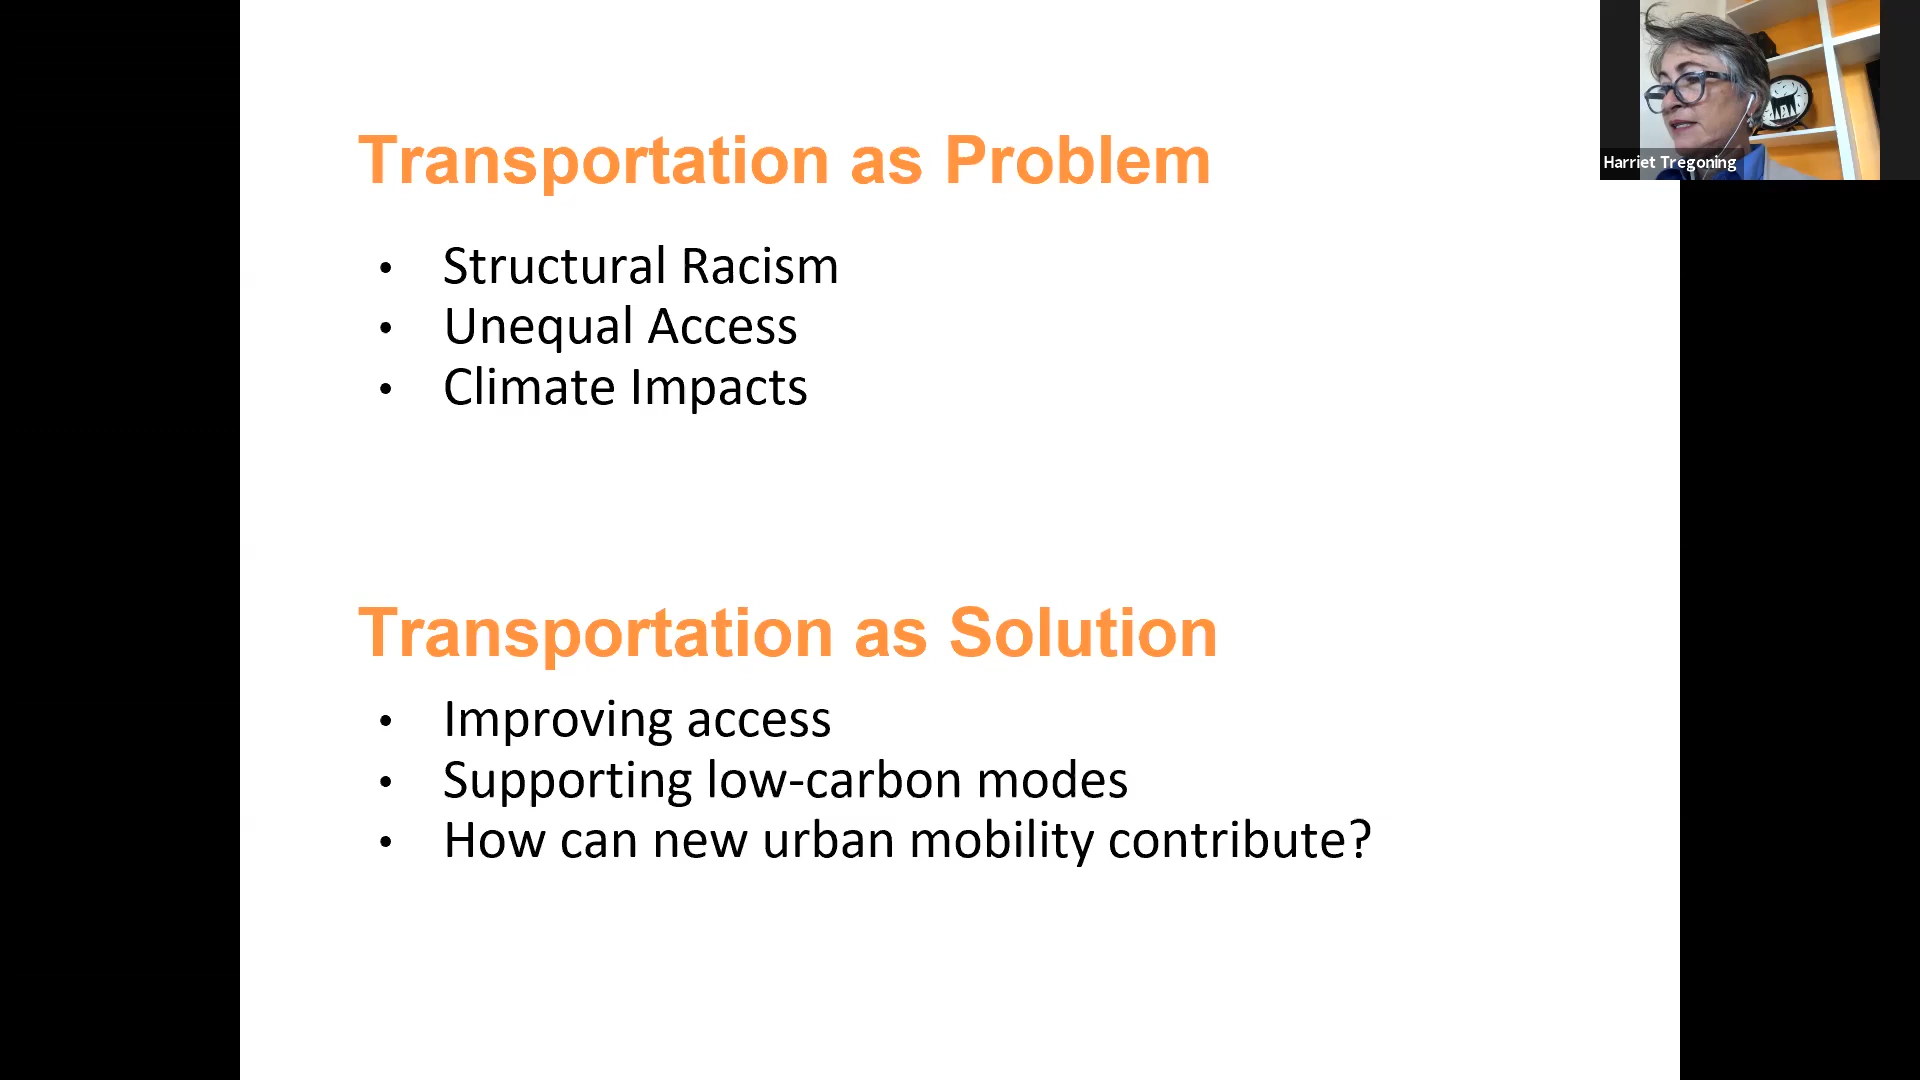 Transportation as Problem
• Structural Racism
• Unequal Access
• Climate Impacts
Transportation as Solution
• Improving access
• Supporting low-carbon modes
• How can new urban mobility contribute?
Harriet Tregoning